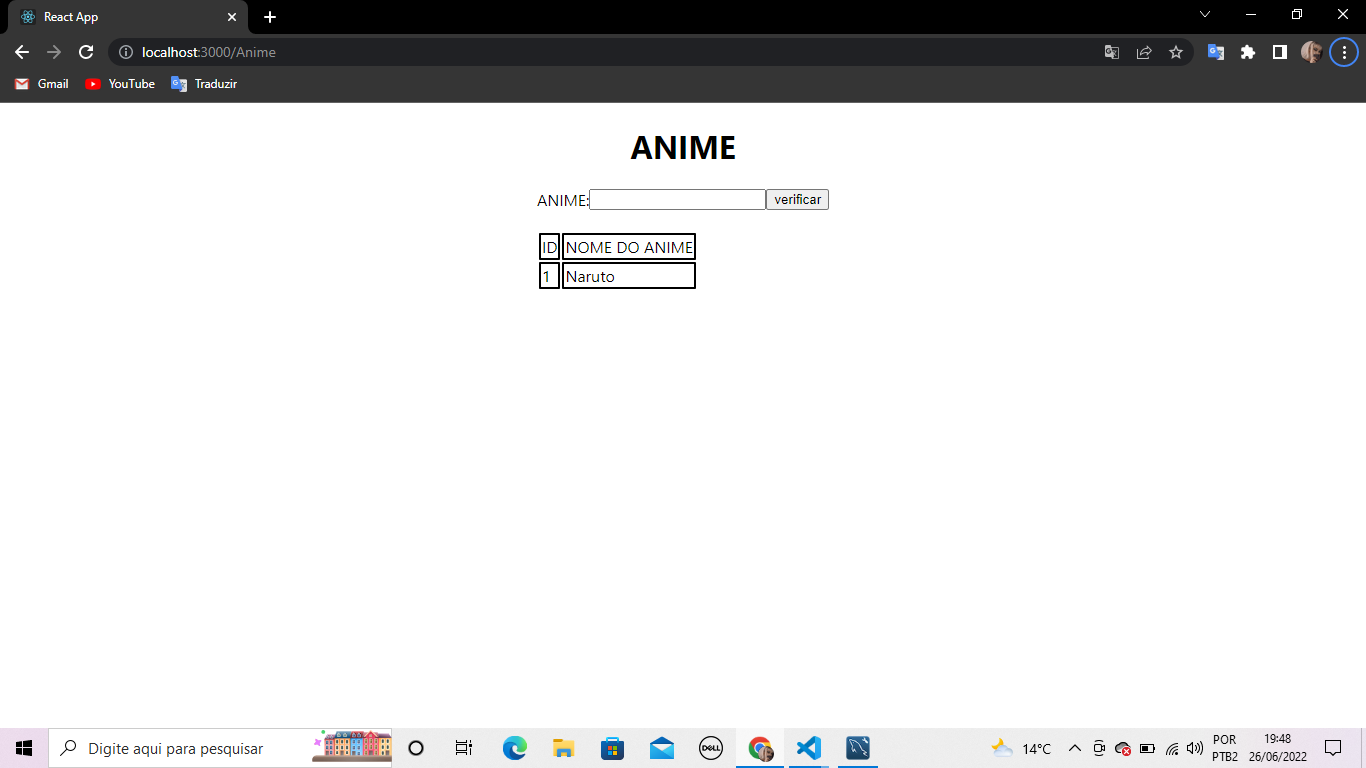 React App
localhost:3000/Anime
Gmail YouTube Traduzir
ANIME
ANIME: verificar
ID NOME DO ANIME
1 Naruto
Digite aqui para pesquisar
DELL
14°C
POR
PTB2
19:48
26/06/2022